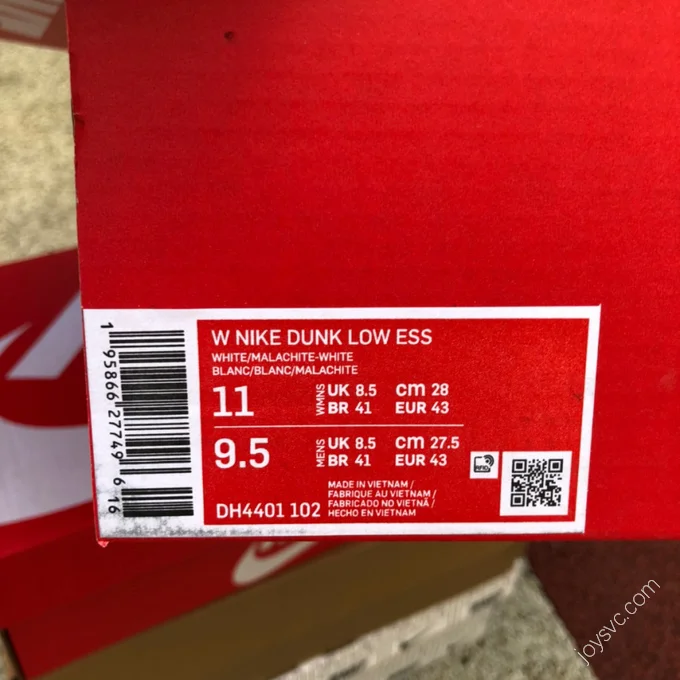 W NIKE DUNK LOW ESS
WHITE/MALACHITE-WHITE
BLANC/BLANC/MALACHITE
11 WMNS UK 8.5 cm 28
BR 41 EUR 43
9.5 MENS UK 8.5 cm 27.5
BR 41 EUR 43
RFID
MADE IN VIETNAM /
FABRIQUE AU VIETNAM /
FABRICADO NO VIETNÃ /
HECHO EN VIETNAM
DH4401 102
1 95866 27749 6 16
joysvc.com